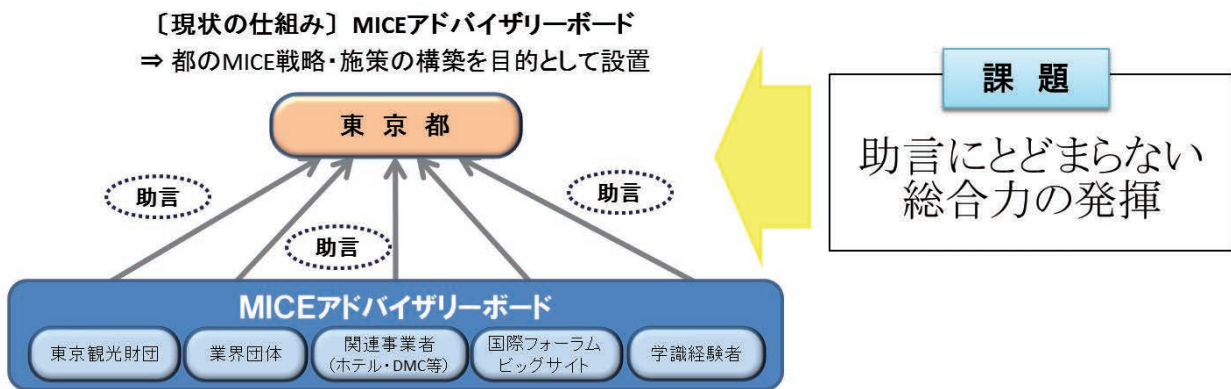 〔現状の仕組み〕 MICEアドバイザリーボード
⇒ 都のMICE戦略・施策の構築を目的として設置
東 京 都
助言
助言
助言
MICEアドバイザリーボード
東京観光財団
業界団体
関連事業者
(ホテル・DMC等)
国際フォーラム
ビッグサイト
学識経験者
課 題
助言にとどまらない
総合力の発揮